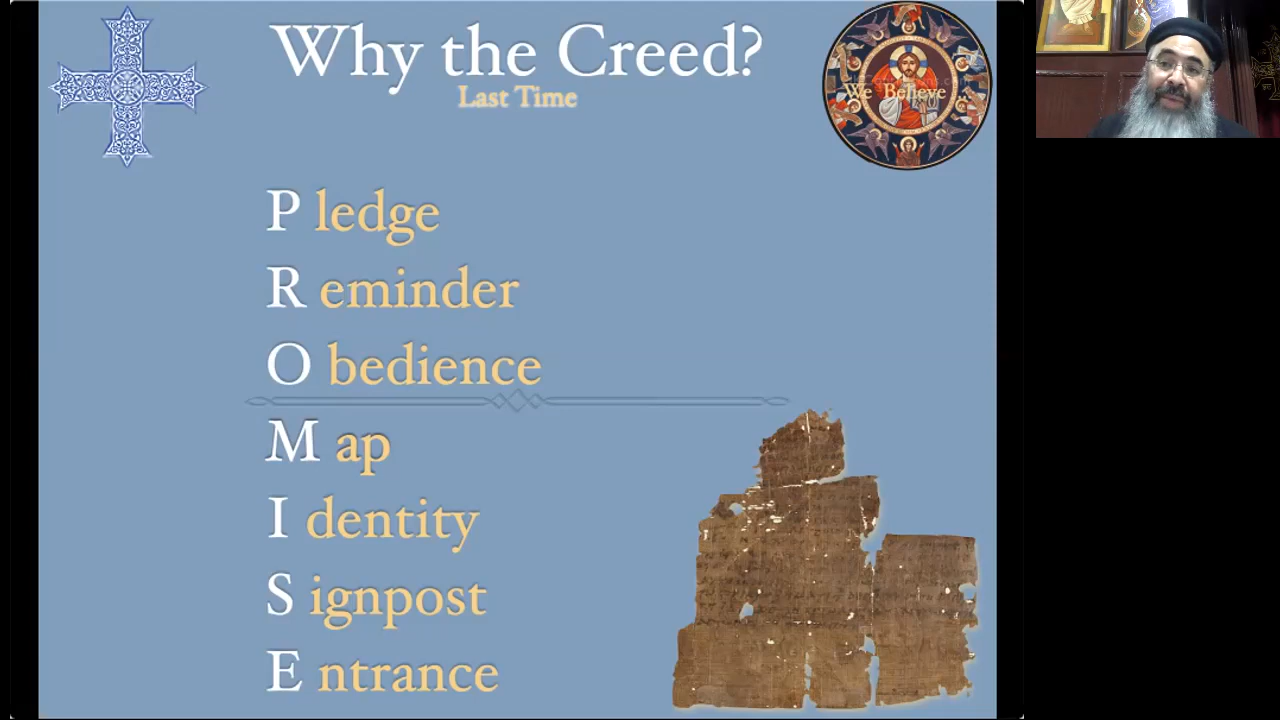 Why the Creed?
Last Time
We Believe
P ledge
R eminder
O bedience
M ap
I dentity
S ignpost
E ntrance